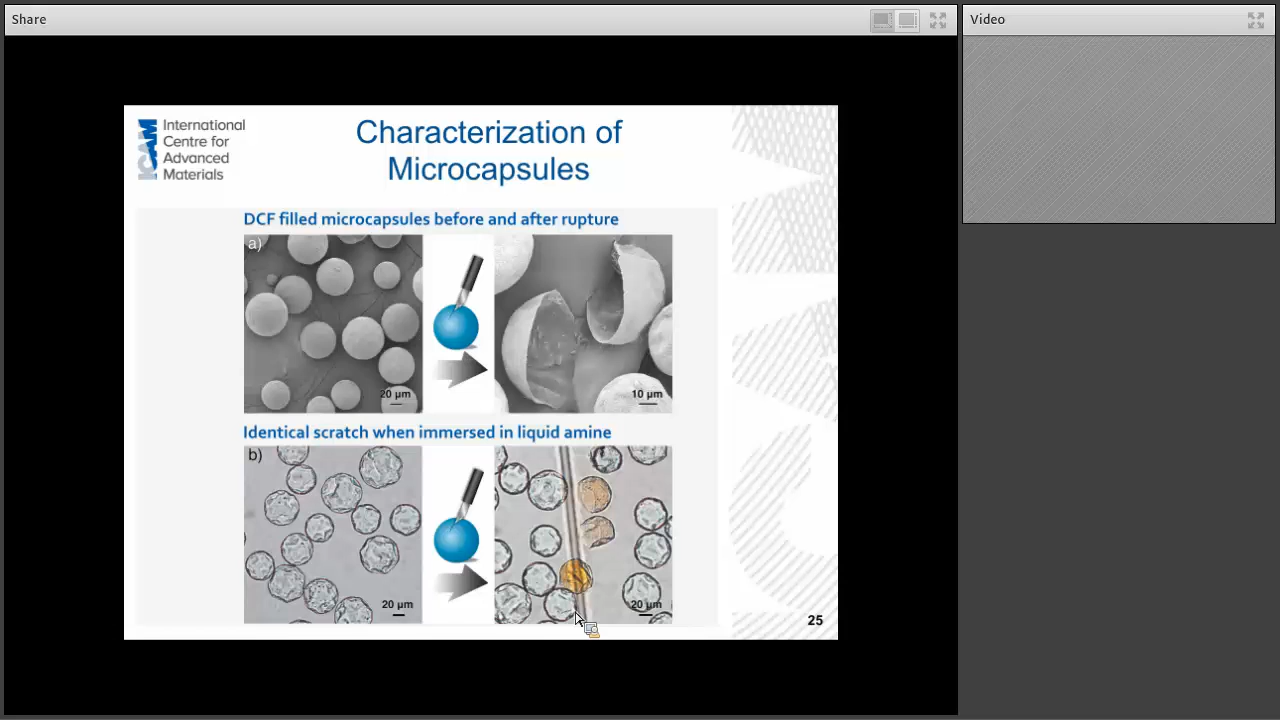 Share
Video
International
Centre for
Advanced
Materials
ICAM
Characterization of
Microcapsules
DCF filled microcapsules before and after rupture
a)
20 µm
10 µm
Identical scratch when immersed in liquid amine
b)
20 µm
20 µm
25